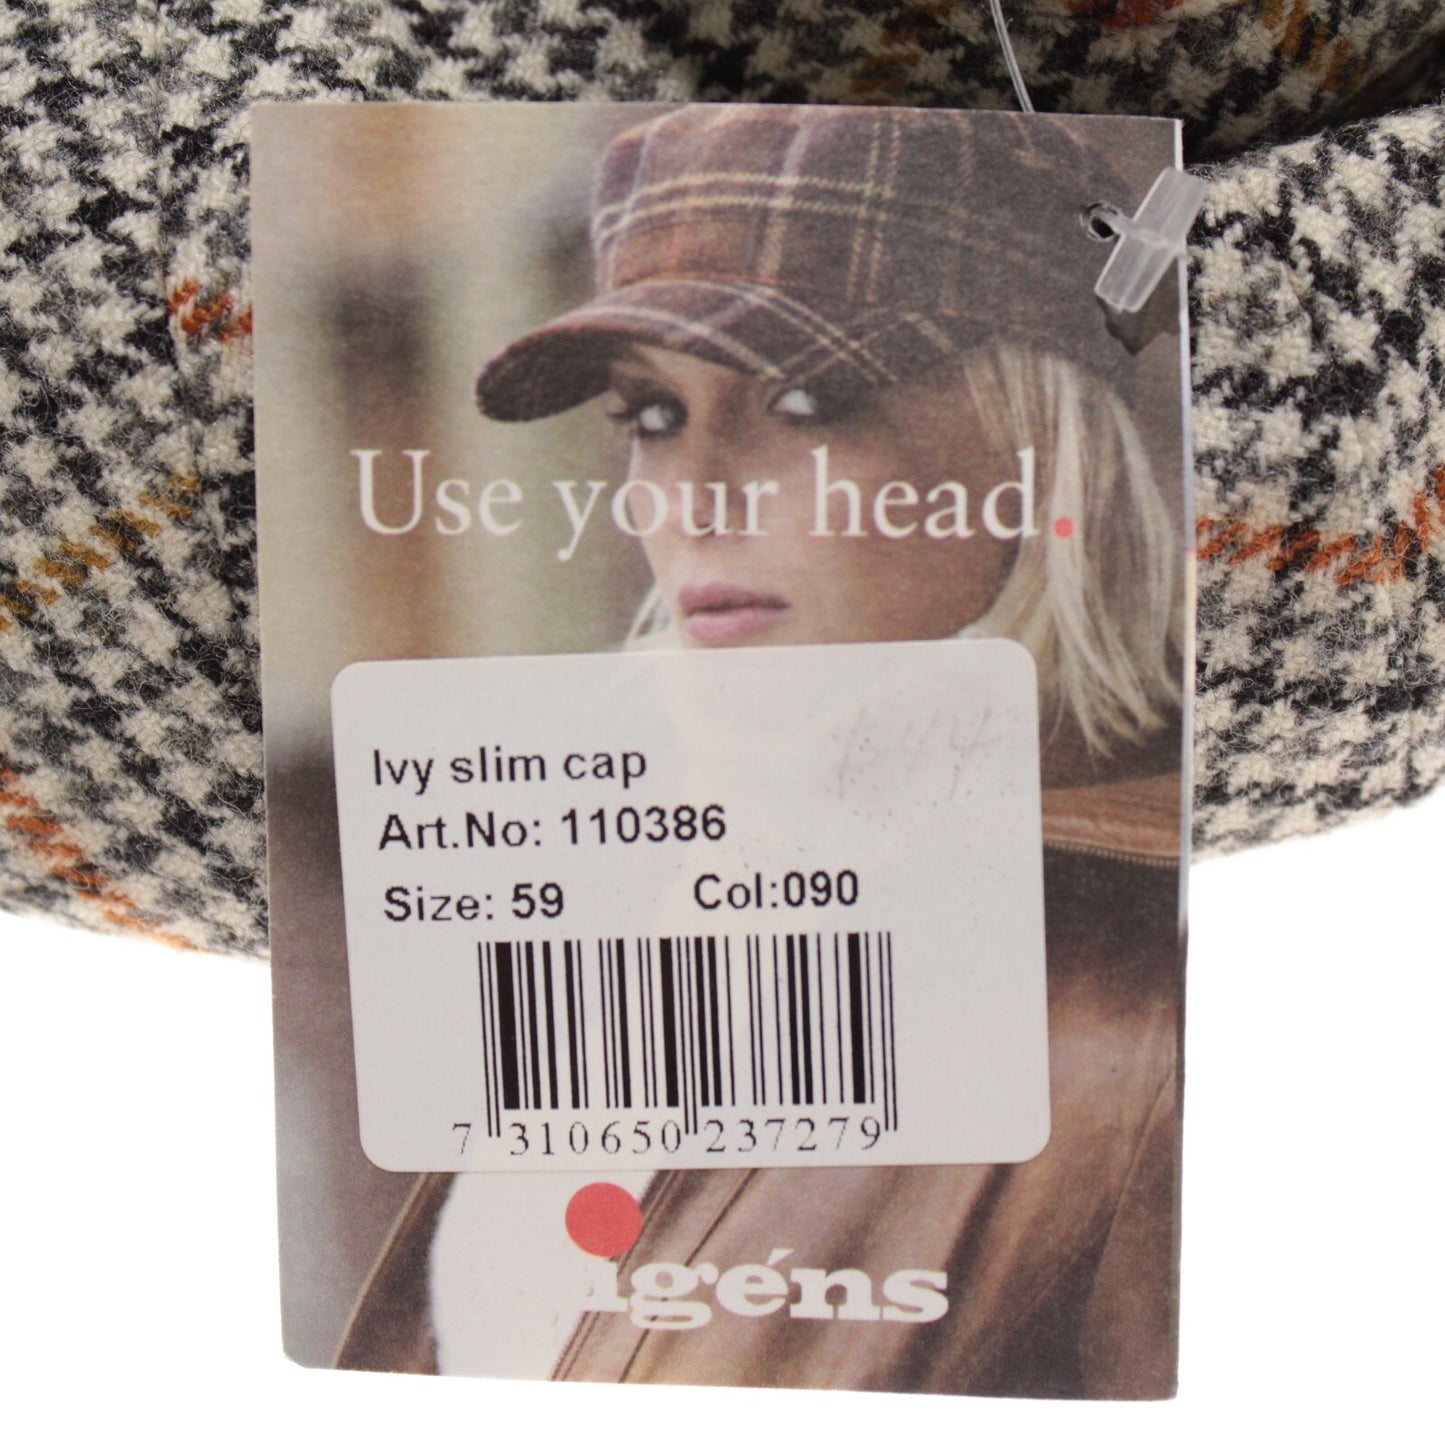 Use your head.
Ivy slim cap
Art.No: 110386
Size: 59 Col:090
7 310650 237279
igéns